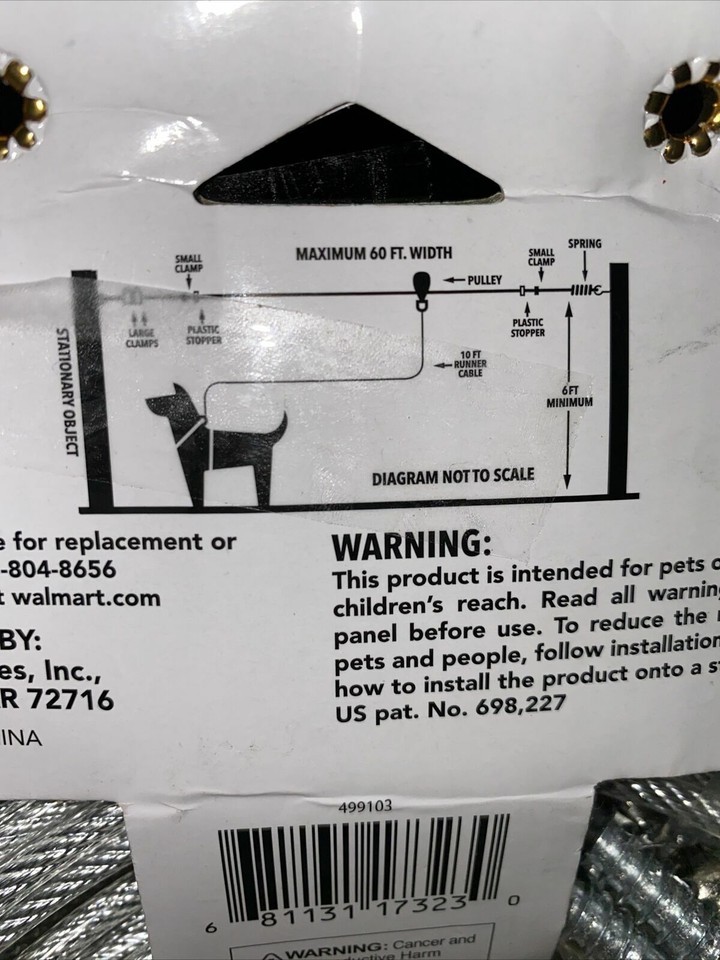 MAXIMUM 60 FT. WIDTH
SMALL
CLAMP
SMALL
CLAMP
SPRING
PULLEY
LARGE
CLAMPS
PLASTIC
STOPPER
PLASTIC
STOPPER
STATIONARY OBJECT
10 FT
RUNNER
CABLE
6FT
MINIMUM
DIAGRAM NOT TO SCALE
e for replacement or
-804-8656
t walmart.com
BY:
es, Inc.,
R 72716
INA
WARNING:
This product is intended for pets o
children's reach. Read all warning
panel before use. To reduce the
pets and people, follow installation
how to install the product onto a st
US pat. No. 698,227
499103
6 81131 17323 0
WARNING: Cancer and
ductive Harm